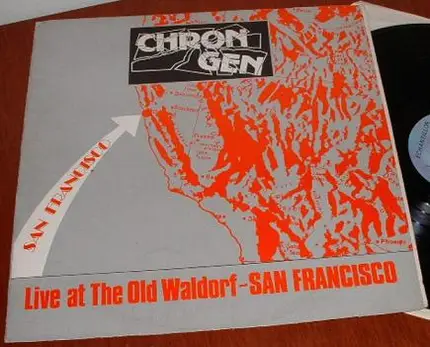 CHRON
GEN
SAN FRANCISCO
Live at The Old Waldorf - SAN FRANCISCO